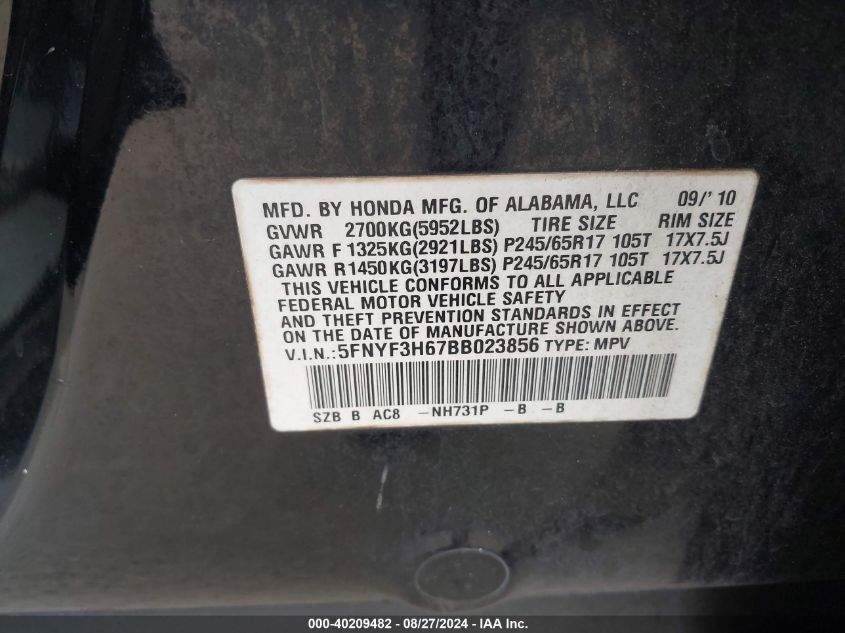 MFD. BY HONDA MFG. OF ALABAMA, LLC 09/'10
GVWR 2700KG(5952LBS) TIRE SIZE RIM SIZE
GAWR F 1325KG(2921LBS) P245/65R17 105T 17X7.5J
GAWR R1450KG(3197LBS) P245/65R17 105T 17X7.5J
THIS VEHICLE CONFORMS TO ALL APPLICABLE
FEDERAL MOTOR VEHICLE SAFETY
AND THEFT PREVENTION STANDARDS IN EFFECT
ON THE DATE OF MANUFACTURE SHOWN ABOVE.
V.I.N.:5FNYF3H67BB023856 TYPE: MPV
SZB B AC8 -NH731P -B -B
000-40209482 - 08/27/2024 - IAA Inc.